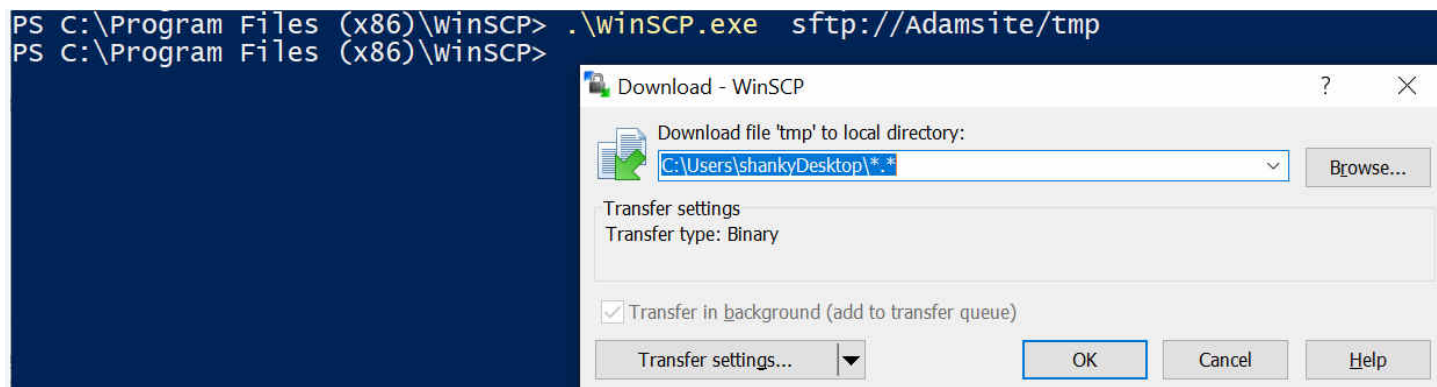 PS C:\Program Files (x86)\WinSCP> .\WinSCP.exe  sftp://Adamsite/tmp
PS C:\Program Files (x86)\WinSCP>
Download - WinSCP
Download file 'tmp' to local directory:
C:\Users\shankyDesktop\*.*
Browse...
Transfer settings
Transfer type: Binary
Transfer in background (add to transfer queue)
Transfer settings...
OK
Cancel
Help